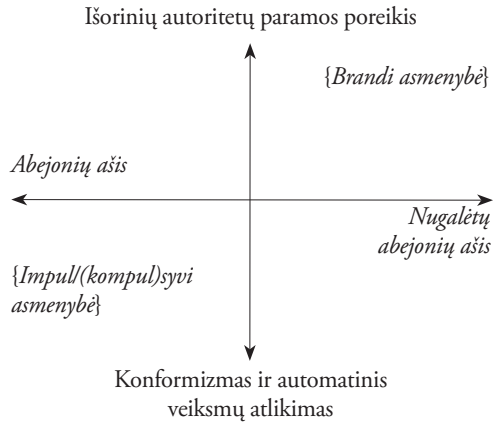 Išorinių autoritetų paramos poreikis
{Brandi asmenybė}
Abejonių ašis
Nugalėtų
abejonių ašis
{Impul/(kompul)syvi
asmenybė}
Konformizmas ir automatinis
veiksmų atlikimas